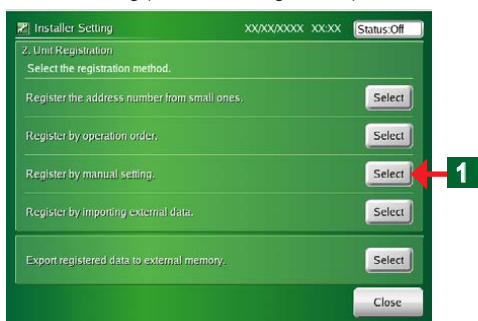 Installer Setting XX/XX/XXXX XX:XX Status:Off
2. Unit Registration
Select the registration method.
Register the address number from small ones. Select
Register by operation order. Select
Register by manual setting. Select 1
Register by importing external data. Select
Export registered data to external memory. Select
Close